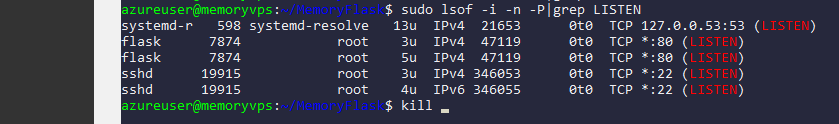 azureuser@memoryvps:~/MemoryFlask$ sudo lsof -i -n -P|grep LISTEN
systemd-r   598 systemd-resolve   13u  IPv4  21653      0t0  TCP 127.0.0.53:53 (LISTEN)
flask      7874            root    3u  IPv4  47119      0t0  TCP *:80 (LISTEN)
flask      7874            root    5u  IPv4  47119      0t0  TCP *:80 (LISTEN)
sshd      19915            root    3u  IPv4 346053      0t0  TCP *:22 (LISTEN)
sshd      19915            root    4u  IPv6 346055      0t0  TCP *:22 (LISTEN)
azureuser@memoryvps:~/MemoryFlask$ kill _